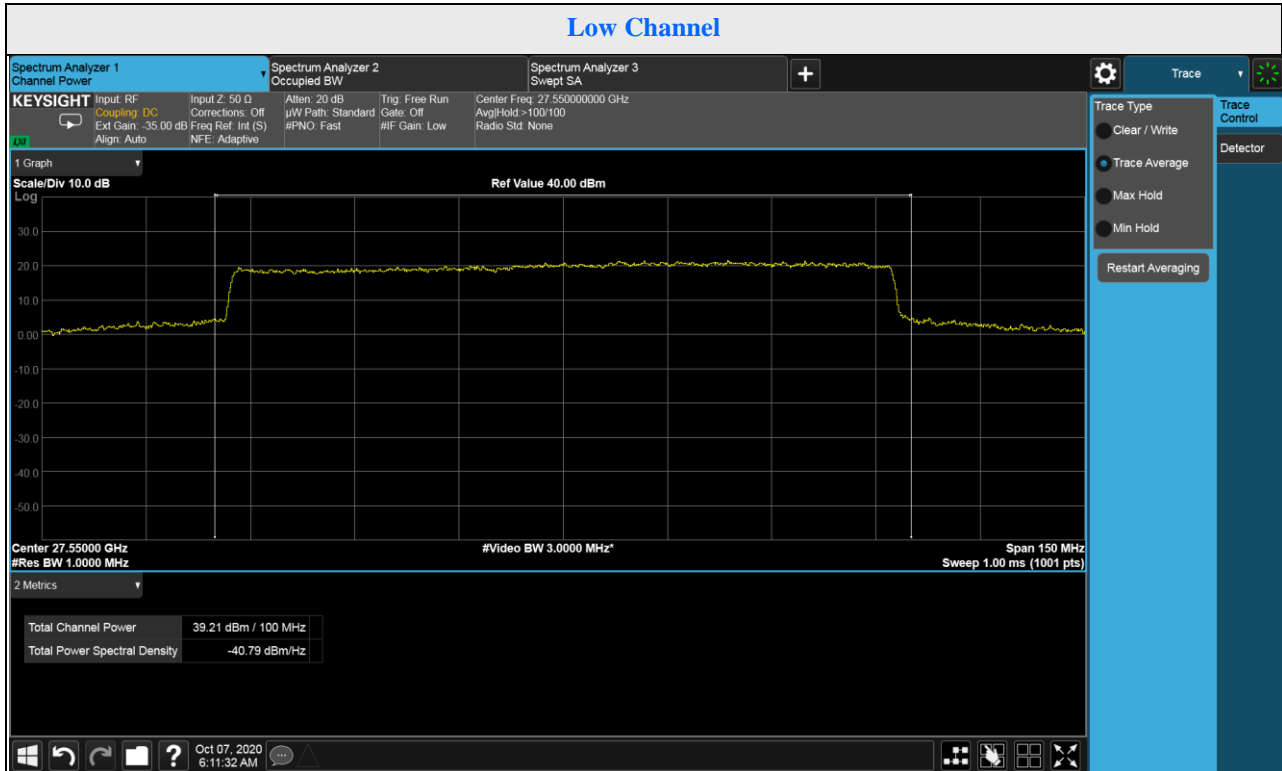 Low Channel
Spectrum Analyzer 1
Channel Power
Spectrum Analyzer 2
Occupied BW
Spectrum Analyzer 3
Swept SA
+
Trace
KEYSIGHT
Input: RF
Coupling: DC
Ext Gain: -35.00 dB
Align: Auto
Input Z: 50 Ω
Corrections: Off
Freq Ref: Int (S)
NFE: Adaptive
Atten: 20 dB
µW Path: Standard
#PNO: Fast
Trig: Free Run
Gate: Off
#IF Gain: Low
Center Freq: 27.550000000 GHz
Avg|Hold:>100/100
Radio Std: None
LXI
1 Graph
Scale/Div 10.0 dB
Ref Value 40.00 dBm
Log
30.0
20.0
10.0
0.00
-10.0
-20.0
-30.0
-40.0
-50.0
Center 27.55000 GHz
#Video BW 3.0000 MHz*
Span 150 MHz
#Res BW 1.0000 MHz
Sweep 1.00 ms (1001 pts)
2 Metrics
Total Channel Power 39.21 dBm / 100 MHz
Total Power Spectral Density -40.79 dBm/Hz
Trace Type
Clear / Write
Trace Average
Max Hold
Min Hold
Restart Averaging
Trace
Control
Detector
?
Oct 07, 2020
6:11:32 AM